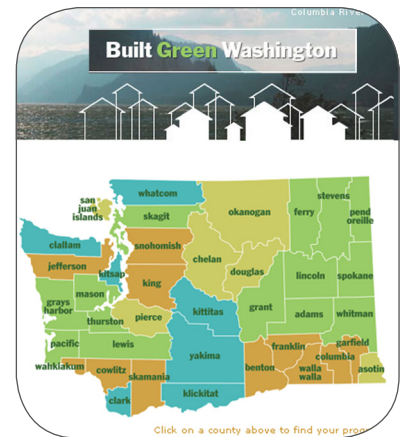 Columbia River
Built Green Washington
whatcom
san
juan
islands
skagit
okanogan
ferry
stevens
pend
oreille
clallam
snohomish
chelan
jefferson
kitsap
king
douglas
lincoln
spokane
grays
harbor
mason
kittitas
grant
thurston
pierce
adams
whitman
pacific
lewis
yakima
wahkiakum
cowlitz
skamania
benton
franklin
walla
walla
columbia
garfield
asotin
clark
klickitat
Click on a county above to find your